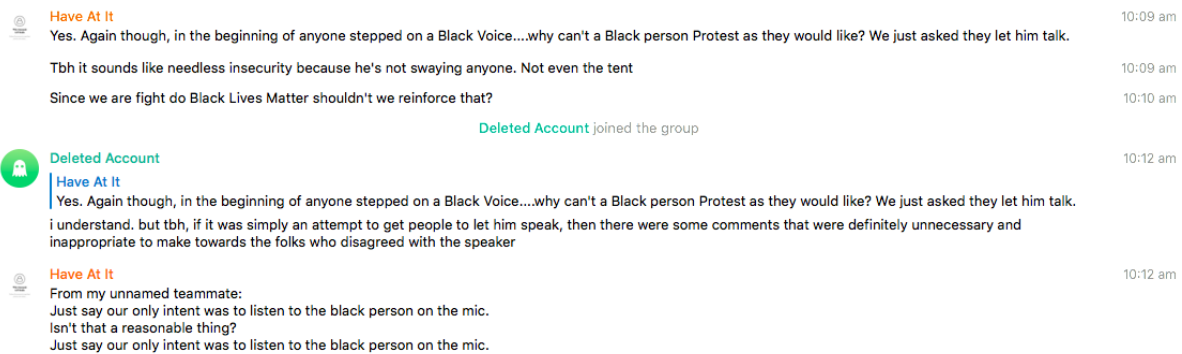 Have At It
10:09 am
Yes. Again though, in the beginning of anyone stepped on a Black Voice....why can't a Black person Protest as they would like? We just asked they let him talk.
Tbh it sounds like needless insecurity because he's not swaying anyone. Not even the tent
10:09 am
Since we are fight do Black Lives Matter shouldn't we reinforce that?
10:10 am
Deleted Account joined the group
Deleted Account
10:12 am
Have At It
Yes. Again though, in the beginning of anyone stepped on a Black Voice....why can't a Black person Protest as they would like? We just asked they let him talk.
i understand. but tbh, if it was simply an attempt to get people to let him speak, then there were some comments that were definitely unnecessary and
inappropriate to make towards the folks who disagreed with the speaker
Have At It
10:12 am
From my unnamed teammate:
Just say our only intent was to listen to the black person on the mic.
Isn't that a reasonable thing?
Just say our only intent was to listen to the black person on the mic.